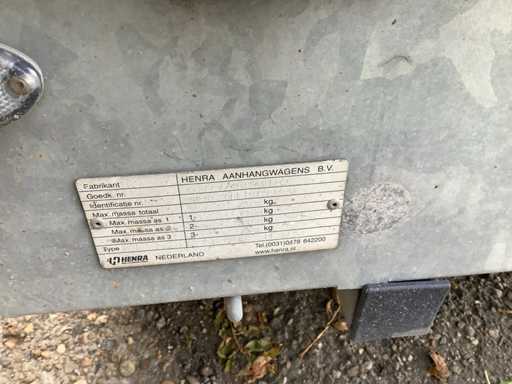 Fabrikant HENRA AANHANGWAGENS B.V.
Goedk. nr.
Identificatie nr.
Max. massa totaal kg.
Max. massa as 1 1. kg
Max. massa as 2 2. kg
Max. massa as 3 3. kg
Type Tel.(0031)0478 642200
HENRA NEDERLAND www.henra.nl